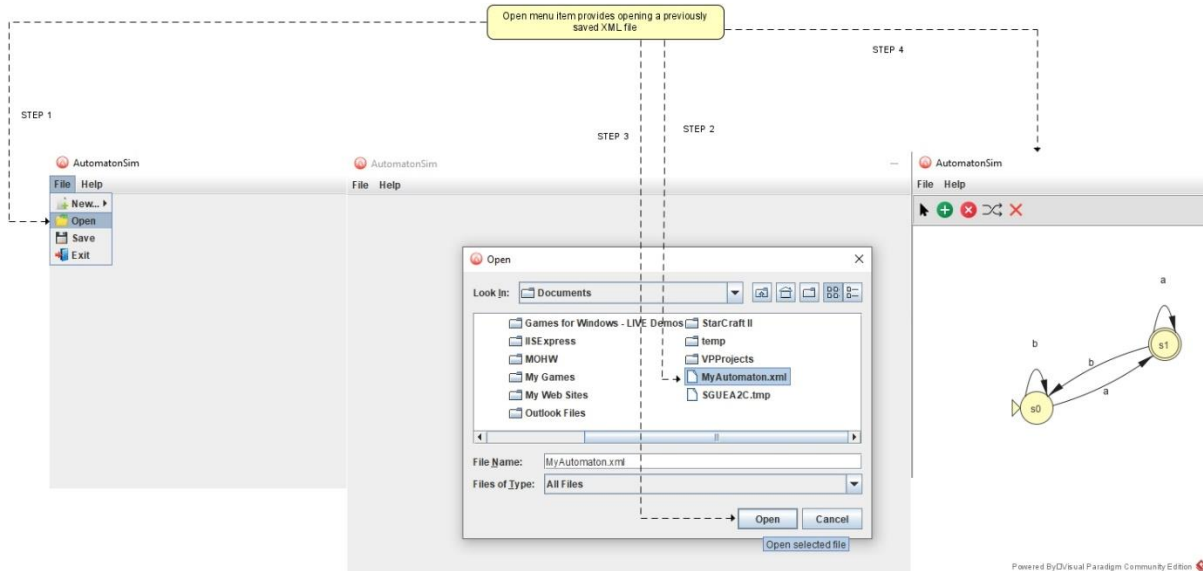 Open menu item provides opening a previously
saved XML file
STEP 4
STEP 1
STEP 3
STEP 2
AutomatonSim
File Help
New...
Open
Save
Exit
AutomatonSim
File Help
Open
Look In:
Documents
Games for Windows - LIVE Demos
IISExpress
MOHW
My Games
My Web Sites
Outlook Files
StarCraft II
temp
VPProjects
MyAutomaton.xml
SGUEA2C.tmp
File Name:
MyAutomaton.xml
Files of Type:
All Files
Open
Cancel
Open selected file
AutomatonSim
File Help
a
s1
b
b
a
s0
Powered By Visual Paradigm Community Edition